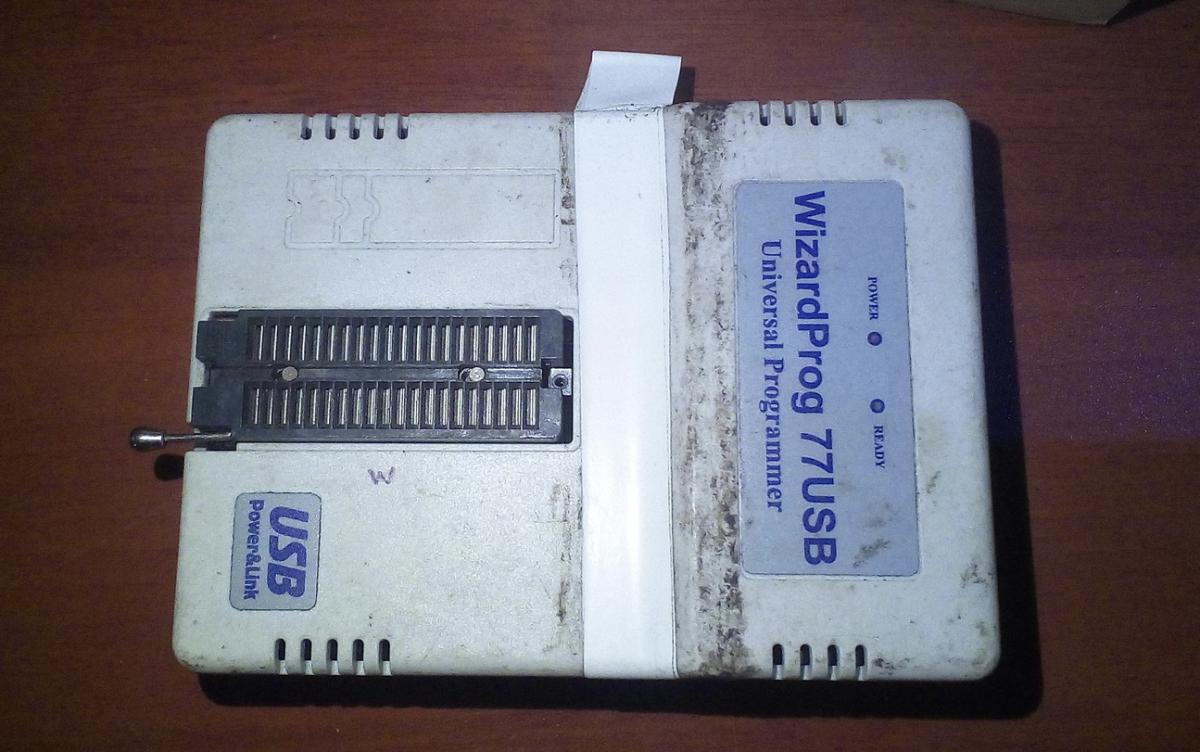 WizardProg 77USB
Universal Programmer
POWER
READY
USB
Power&Link
W